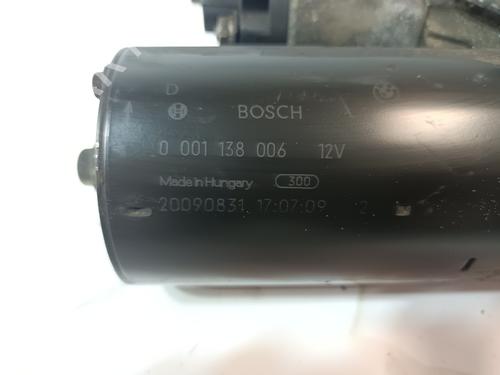 D
BOSCH
0 001 138 006 12V
Made in Hungary 300
20090831 17:07:09 2